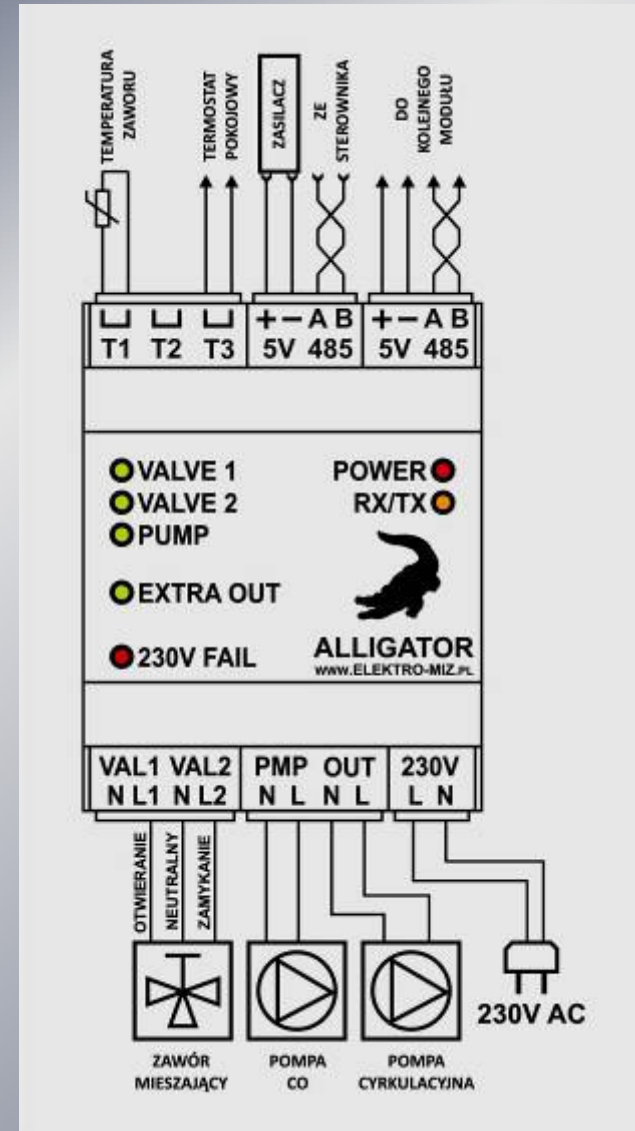 TEMPERATURA
ZAWORU
TERMOSTAT
POKOJOWY
ZASILACZ
ZE
STEROWNIKA
DO
KOLEJNEGO
MODUŁU
+ − A B + − A B
T1 T2 T3 5V 485 5V 485
VALVE 1
VALVE 2
PUMP
EXTRA OUT
230V FAIL
POWER
RX/TX
ALLIGATOR
WWW.ELEKTRO-MIZ.PL
VAL1 VAL2 PMP OUT 230V
N L1 N L2 N L N L L N
OTWIERANIE
NEUTRALNY
ZAMYKANIE
230V AC
ZAWÓR
MIESZAJĄCY
POMPA
CO
POMPA
CYRKULACYJNA